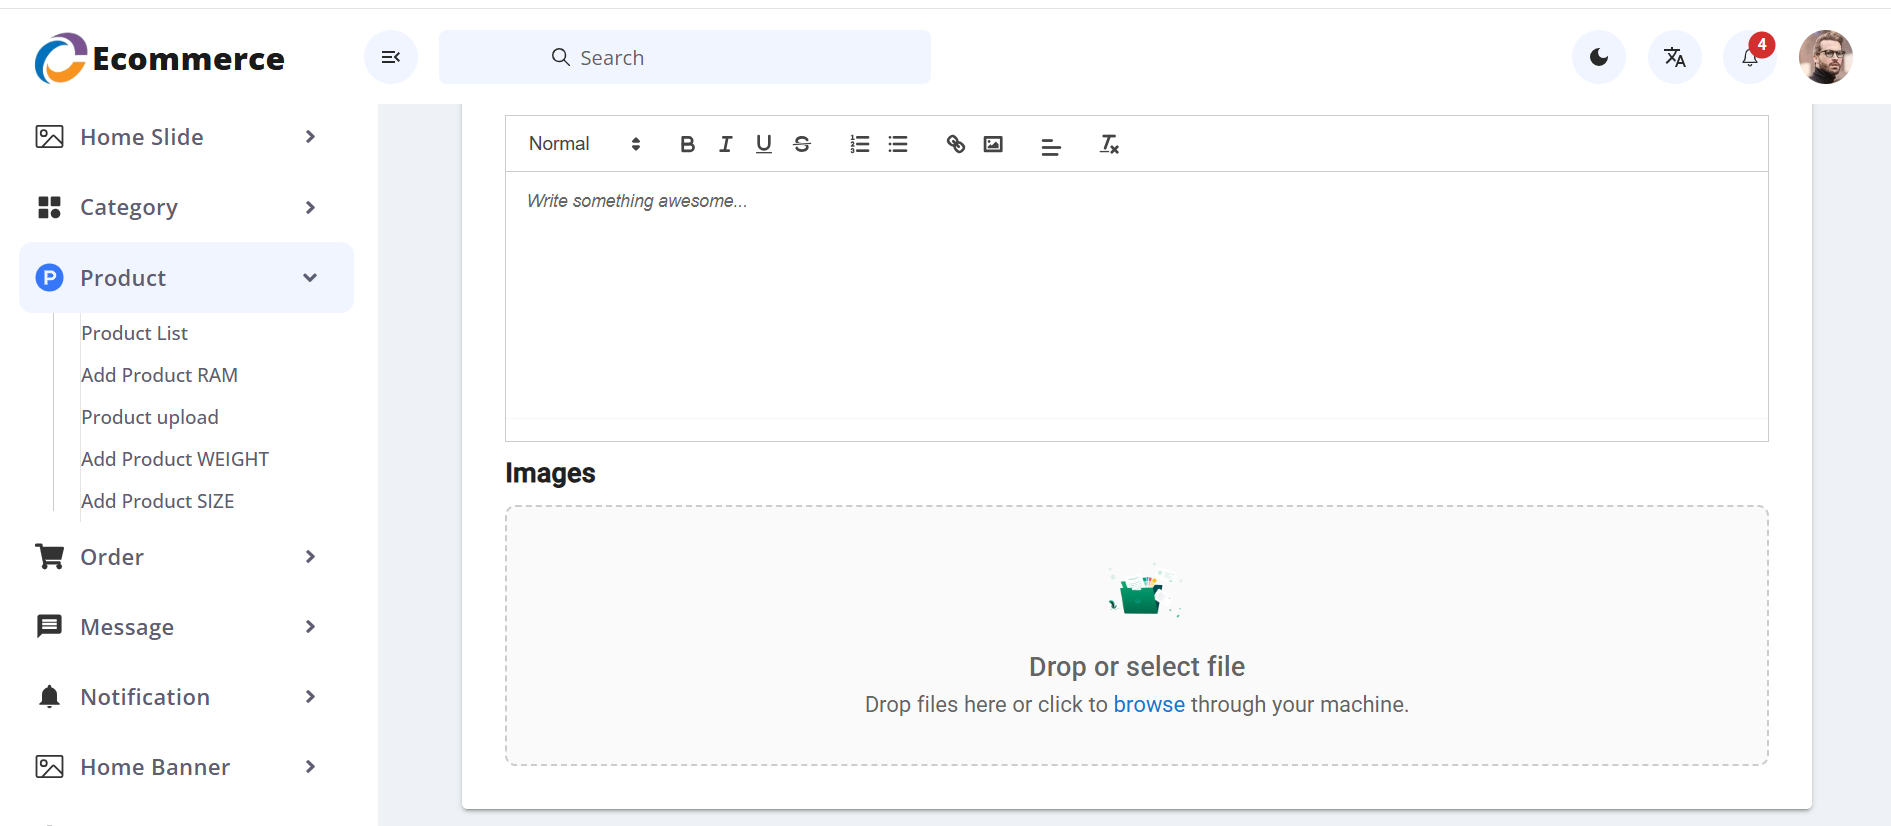 Ecommerce
Search
4
Home Slide
Category
Product
Product List
Add Product RAM
Product upload
Add Product WEIGHT
Add Product SIZE
Order
Message
Notification
Home Banner
Normal
Write something awesome...
Images
Drop or select file
Drop files here or click to browse through your machine.